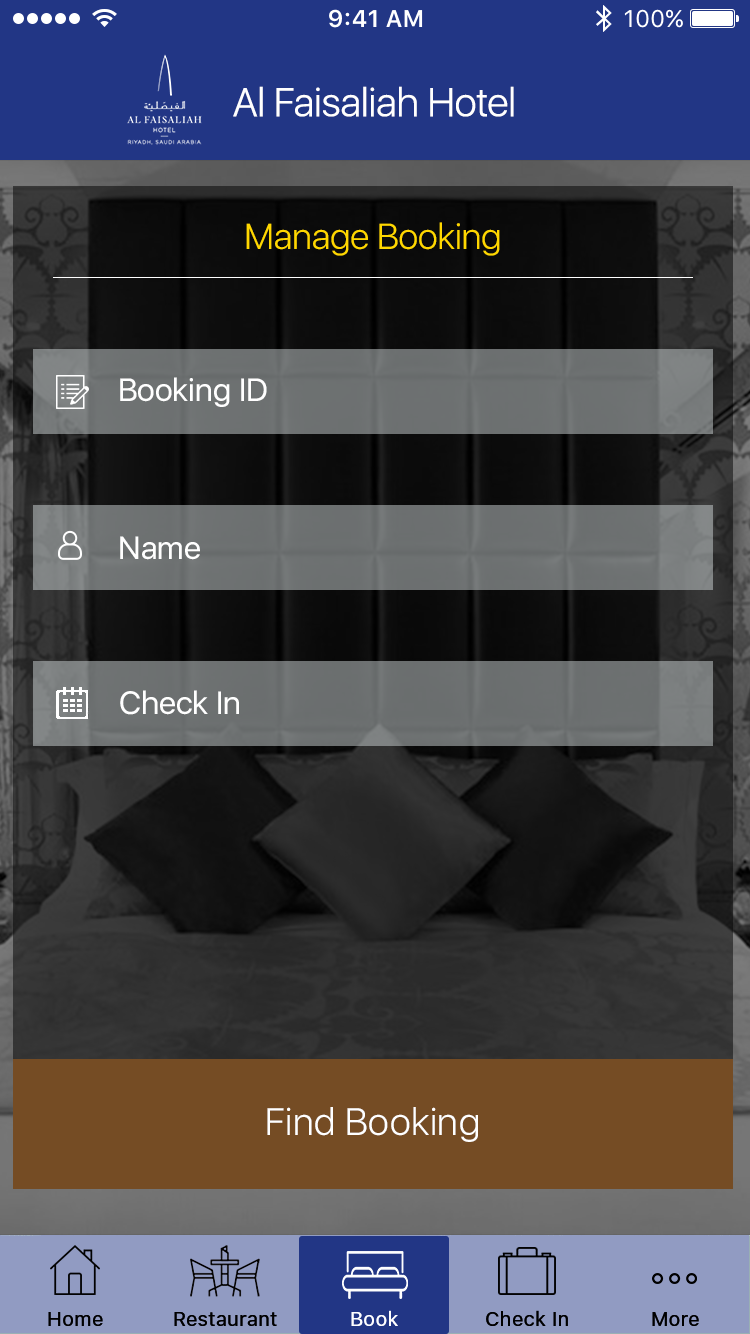 9:41 AM
100%
الفيصلية
AL FAISALIAH
HOTEL
RIYADH, SAUDI ARABIA
Al Faisaliah Hotel
Manage Booking
Booking ID
Name
Check In
Find Booking
Home
Restaurant
Book
Check In
More